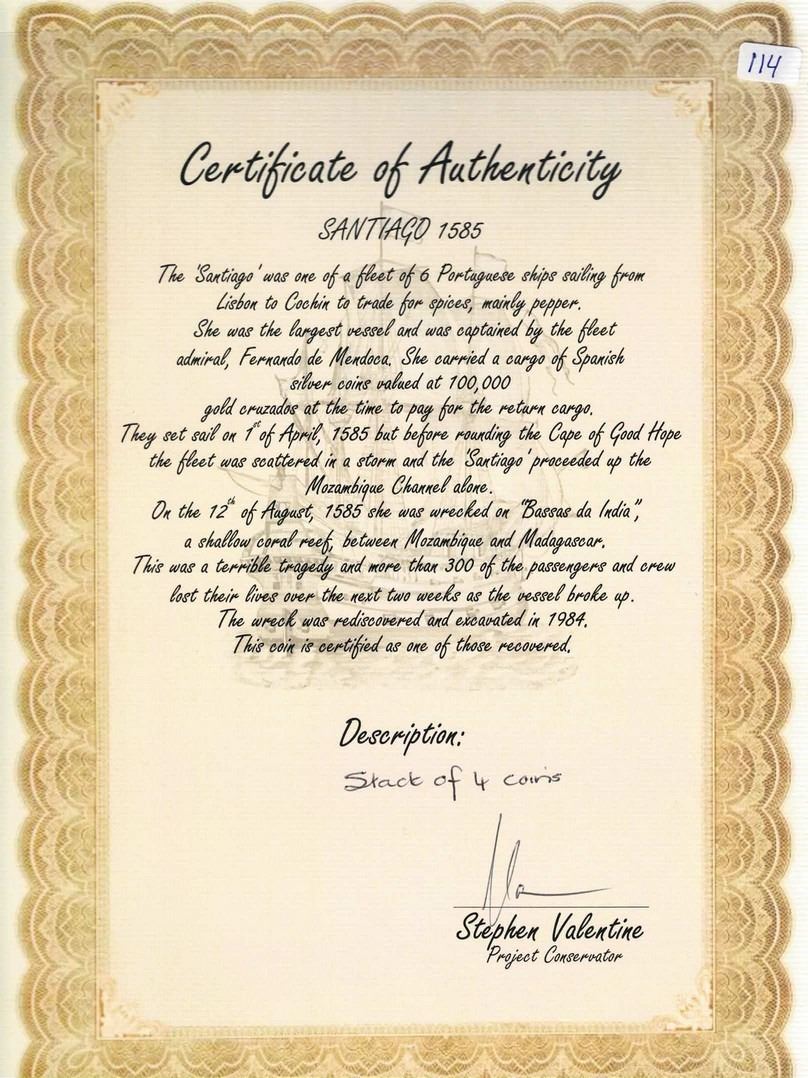 114
Certificate of Authenticity
SANTIAGO 1585
The 'Santiago' was one of a fleet of 6 Portuguese ships sailing from
Lisbon to Cochin to trade for spices, mainly pepper.
She was the largest vessel and was captained by the fleet
admiral, Fernando de Mendoca. She carried a cargo of Spanish
silver coins valued at 100,000
gold cruzados at the time to pay for the return cargo.
They set sail on 1st of April, 1585 but before rounding the Cape of Good Hope
the fleet was scattered in a storm and the 'Santiago' proceeded up the
Mozambique Channel alone.
On the 12th of August, 1585 she was wrecked on "Bassas da India",
a shallow coral reef, between Mozambique and Madagascar.
This was a terrible tragedy and more than 300 of the passengers and crew
lost their lives over the next two weeks as the vessel broke up.
The wreck was rediscovered and excavated in 1984.
This coin is certified as one of those recovered.
Description:
Stack of 4 coins
Stephen Valentine
Project Conservator